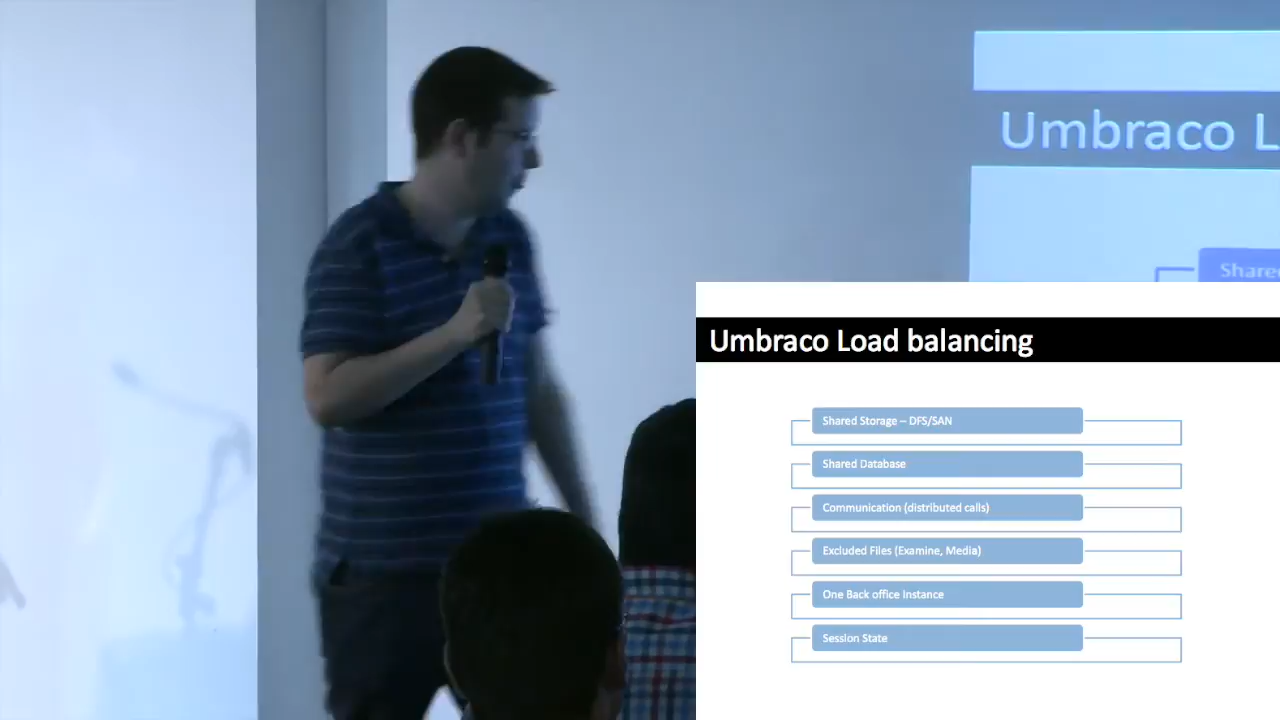 Umbraco L
Share
Umbraco Load balancing
Shared Storage – DFS/SAN
Shared Database
Communication (distributed calls)
Excluded Files (Examine, Media)
One Back office Instance
Session State